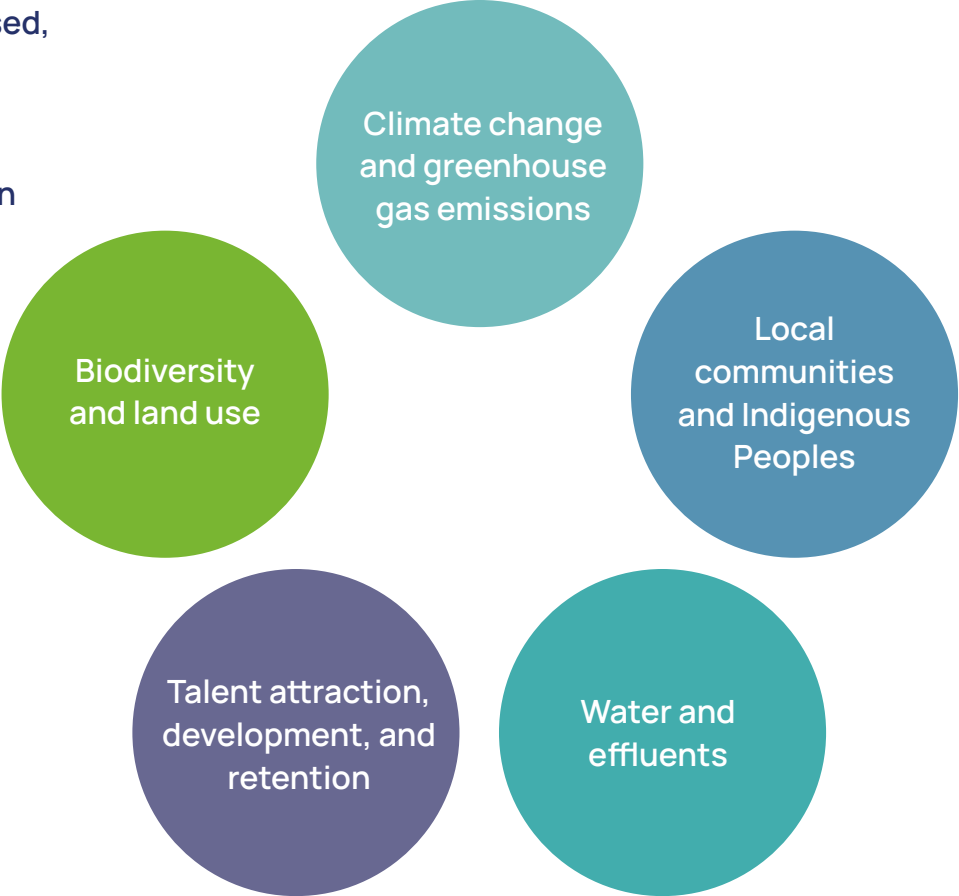 sed,
n
Climate change
and greenhouse
gas emissions
Biodiversity
and land use
Local
communities
and Indigenous
Peoples
Talent attraction,
development, and
retention
Water and
effluents